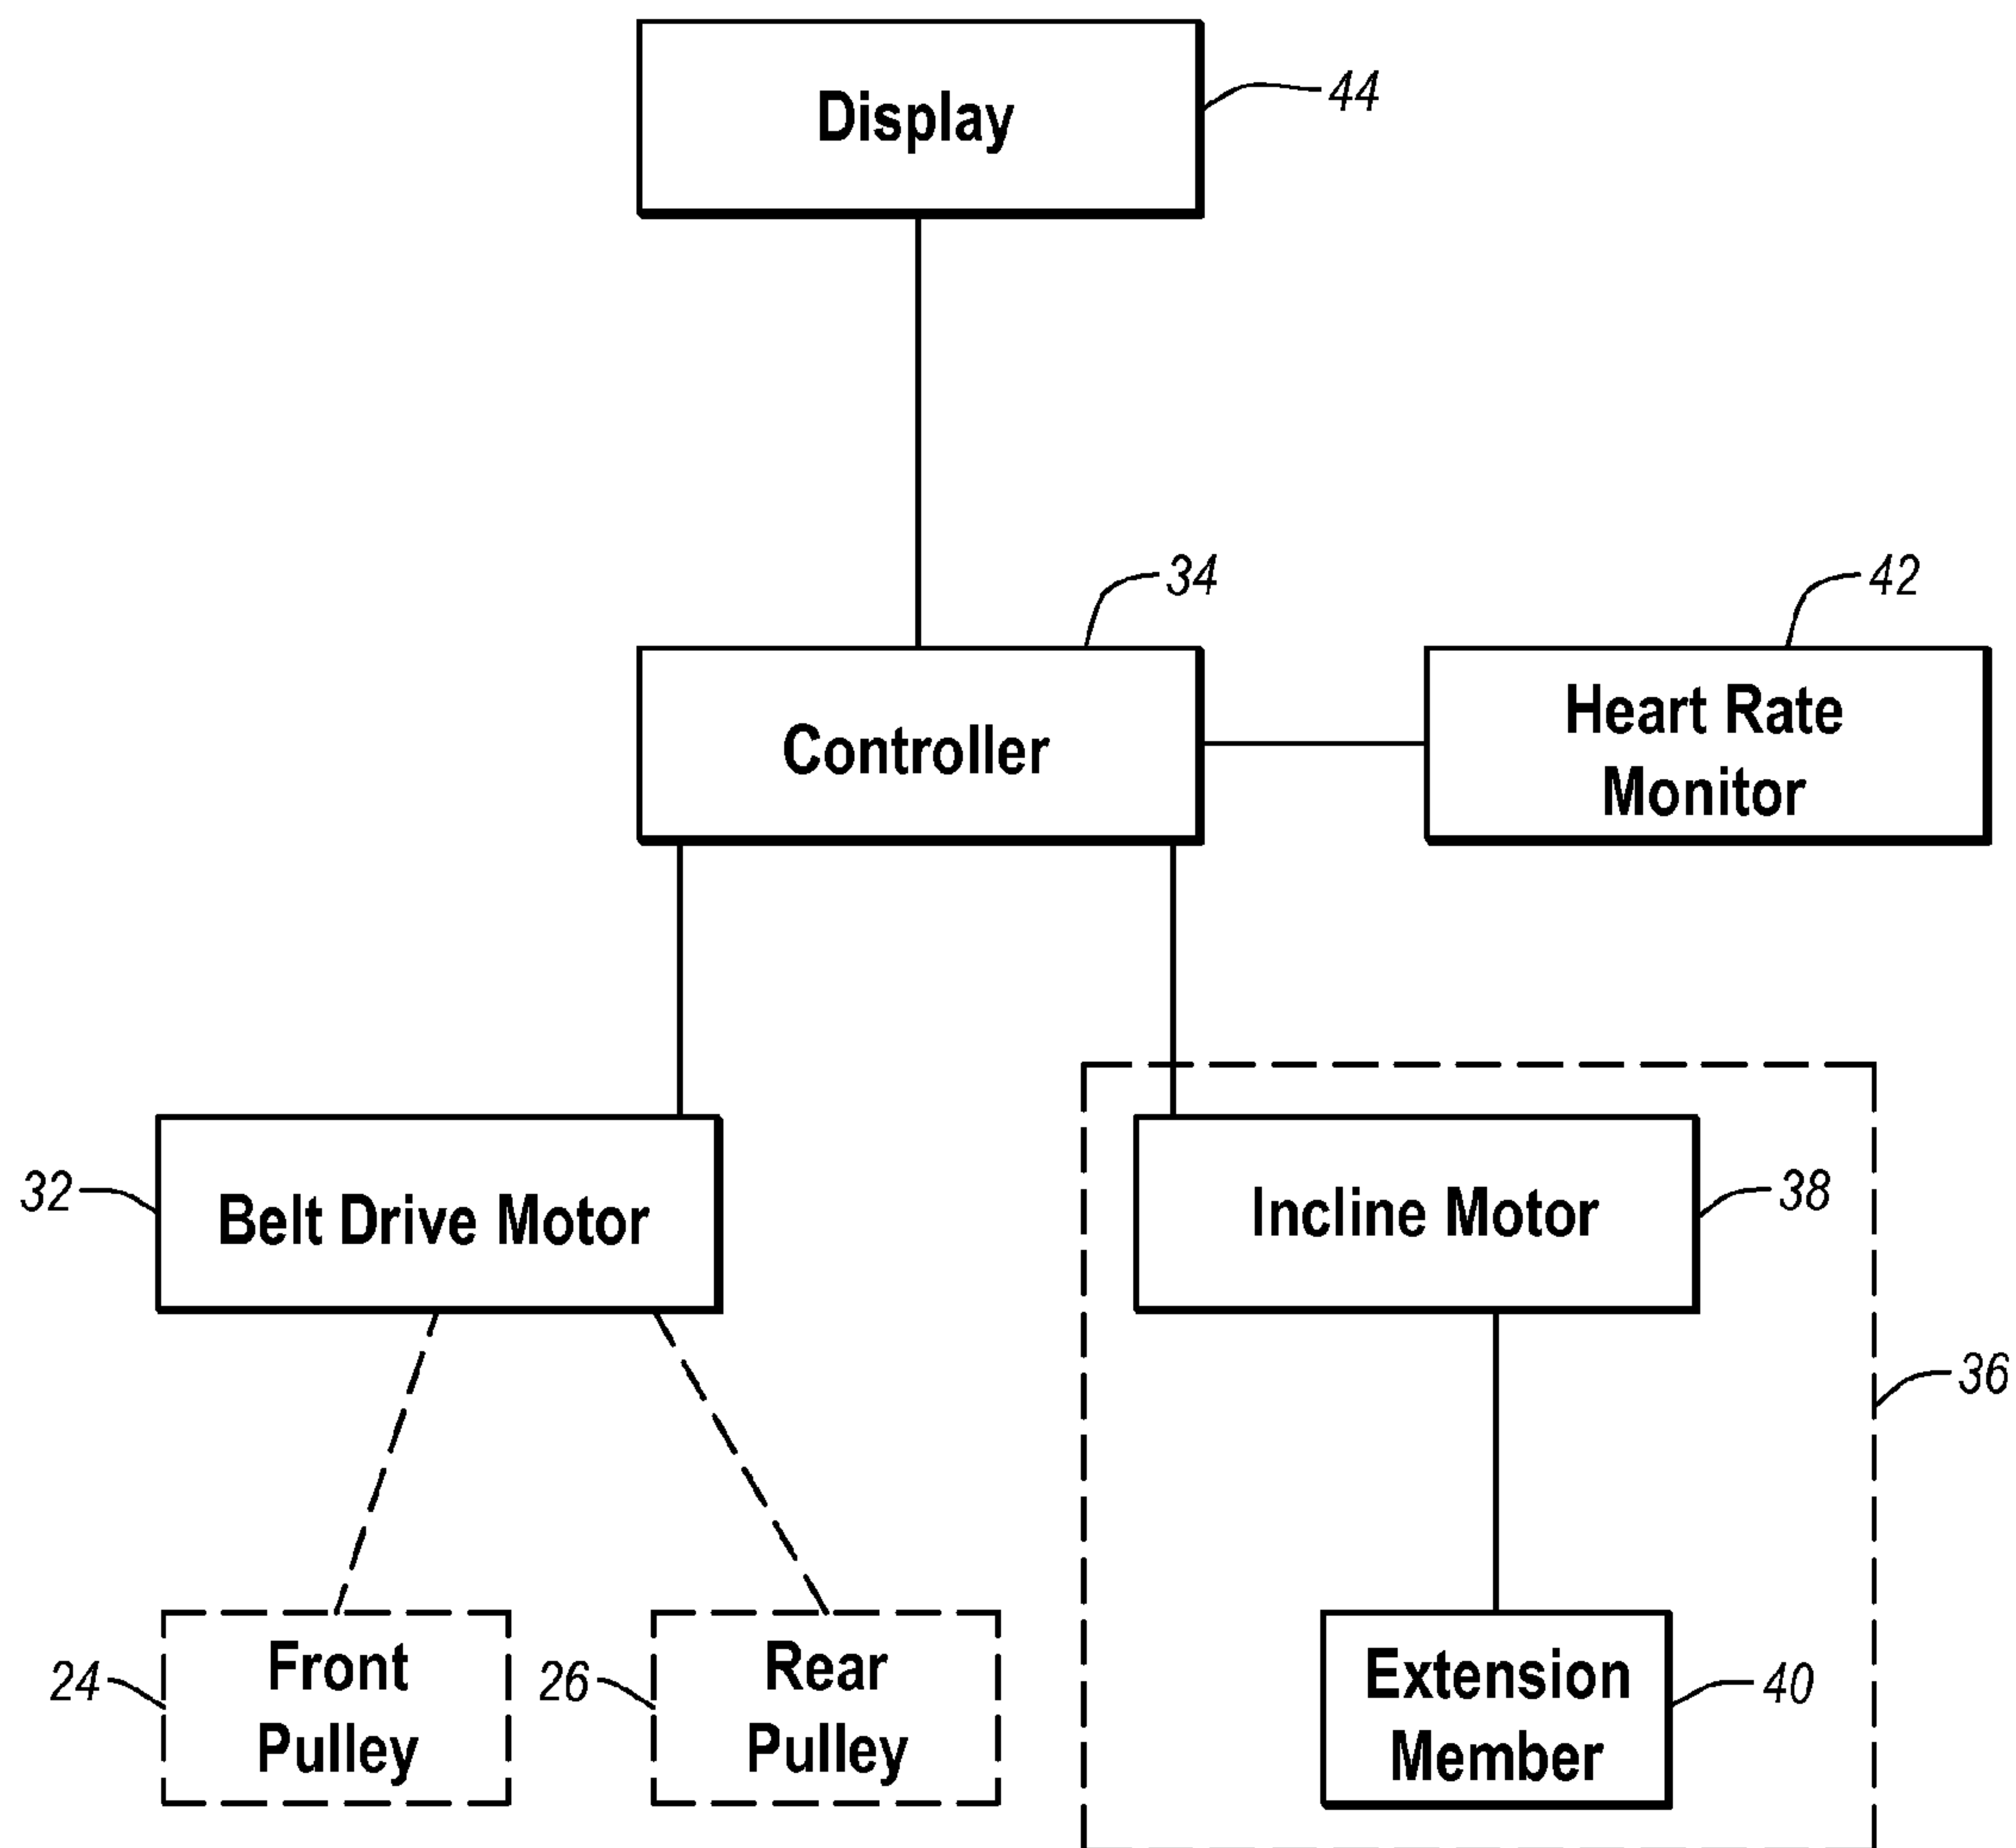 Display
44
34
42
Controller
Heart Rate
Monitor
32
Belt Drive Motor
Incline Motor
38
36
24
Front
Pulley
26
Rear
Pulley
Extension
Member
40